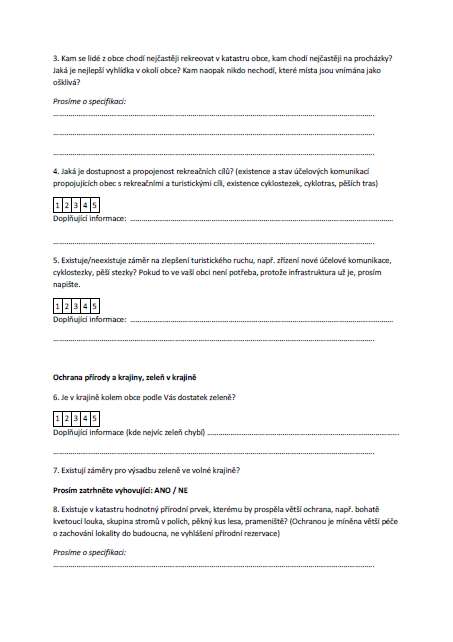 3. Kam se lidé z obce chodí nejčastěji rekreovat v katastru obce, kam chodí nejčastěji na procházky?
Jaká je nejlepší vyhlídka v okolí obce? Kam naopak nikdo nechodí, které místa jsou vnímána jako
ošklivá?
Prosíme o specifikaci:
................................................................................
................................................................................
................................................................................
4. Jaká je dostupnost a propojenost rekreačních cílů? (existence a stav účelových komunikací
propojujících obec s rekreačními a turistickými cíli, existence cyklostezek, cyklotras, pěších tras)
1 2 3 4 5
Doplňující informace: ................................................................................
................................................................................
5. Existuje/neexistuje záměr na zlepšení turistického ruchu, např. zřízení nové účelové komunikace,
cyklostezky, pěší stezky? Pokud to ve vaší obci není potřeba, protože infrastruktura už je, prosím
napište.
1 2 3 4 5
Doplňující informace: ................................................................................
................................................................................
Ochrana přírody a krajiny, zeleň v krajině
6. Je v krajině kolem obce podle Vás dostatek zeleně?
1 2 3 4 5
Doplňující informace (kde nejvíc zeleň chybí) ............................................................
................................................................................
7. Existují záměry pro výsadbu zeleně ve volné krajině?
Prosím zatrhněte vyhovující: ANO / NE
8. Existuje v katastru hodnotný přírodní prvek, kterému by prospěla větší ochrana, např. bohatě
kvetoucí louka, skupina stromů v polích, pěkný kus lesa, prameniště? (Ochranou je míněna větší péče
o zachování lokality do budoucna, ne vyhlášení přírodní rezervace)
Prosíme o specifikaci:
................................................................................